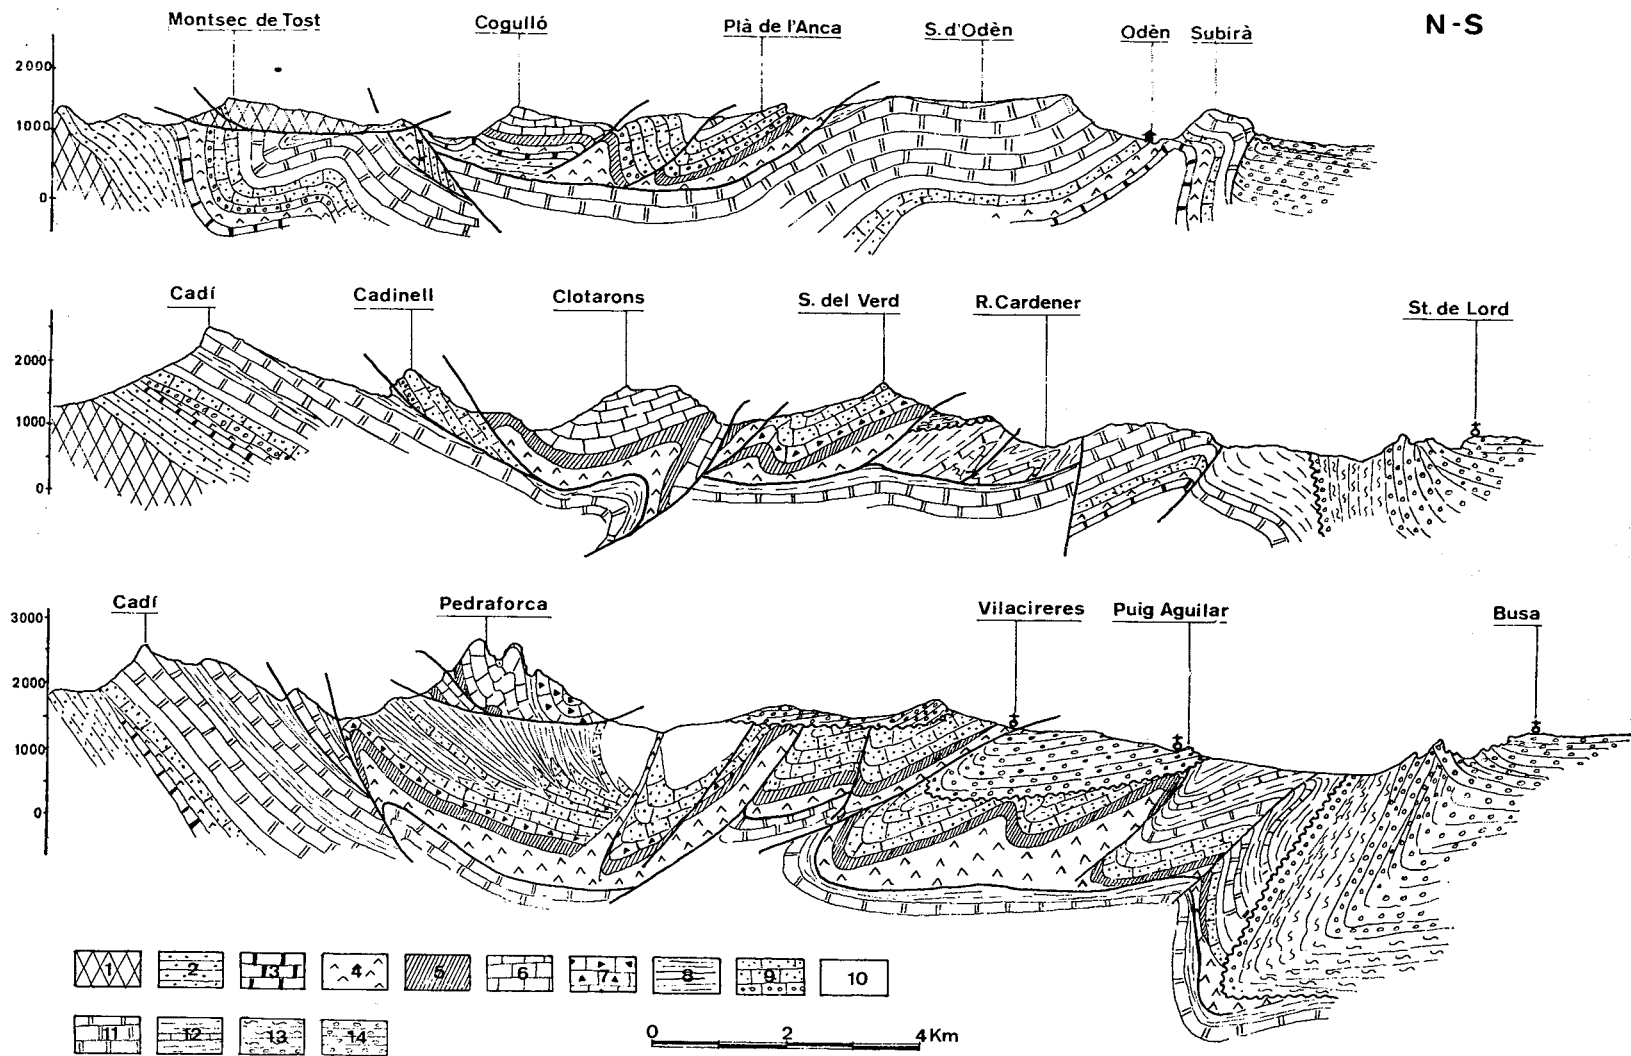 Montsec de Tost Cogulló Plà de l'Anca S. d'Odèn Odèn Subirà N-S
2000
1000
0
Cadí Cadinell Clotarons S. del Verd R. Cardener St. de Lord
2000
1000
0
Cadí Pedraforca Vilacireres Puig Aguilar Busa
3000
2000
1000
0
1 2 3 4 5 6 7 8 9 10
11 12 13 14
0 2 4 Km